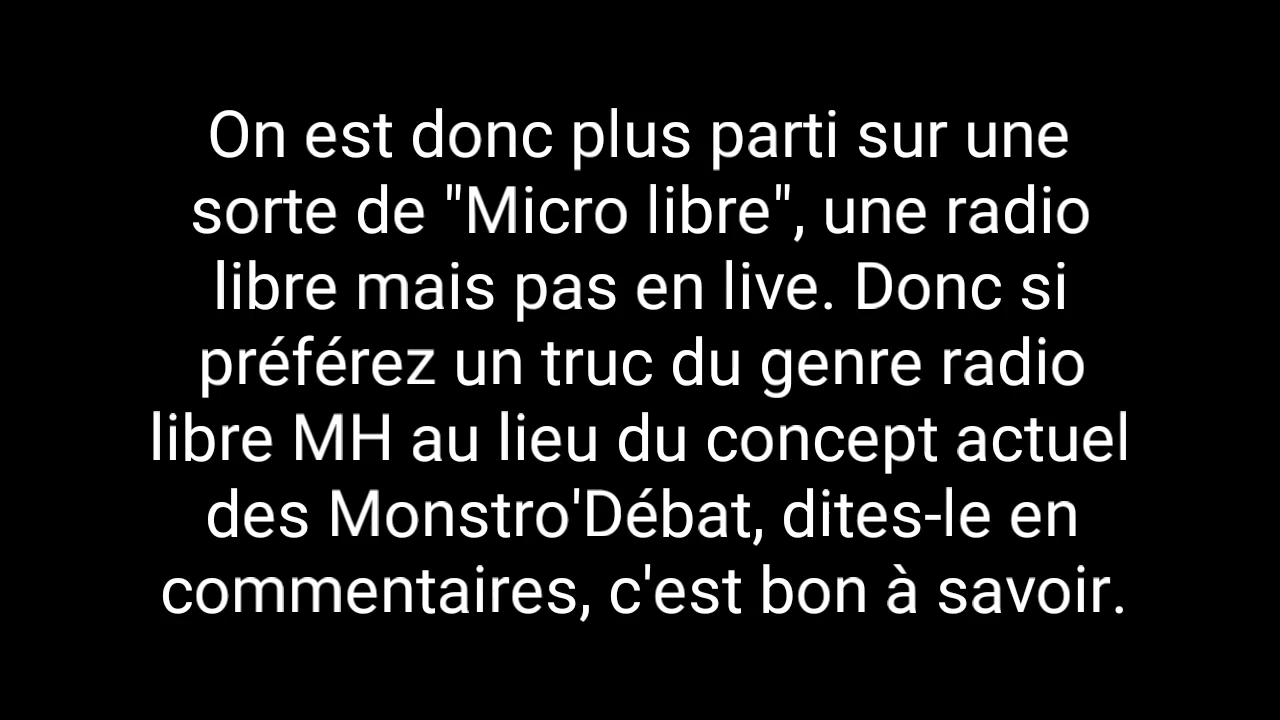 On est donc plus parti sur une
sorte de "Micro libre", une radio
libre mais pas en live. Donc si
préférez un truc du genre radio
libre MH au lieu du concept actuel
des Monstro'Débat, dites-le en
commentaires, c'est bon à savoir.